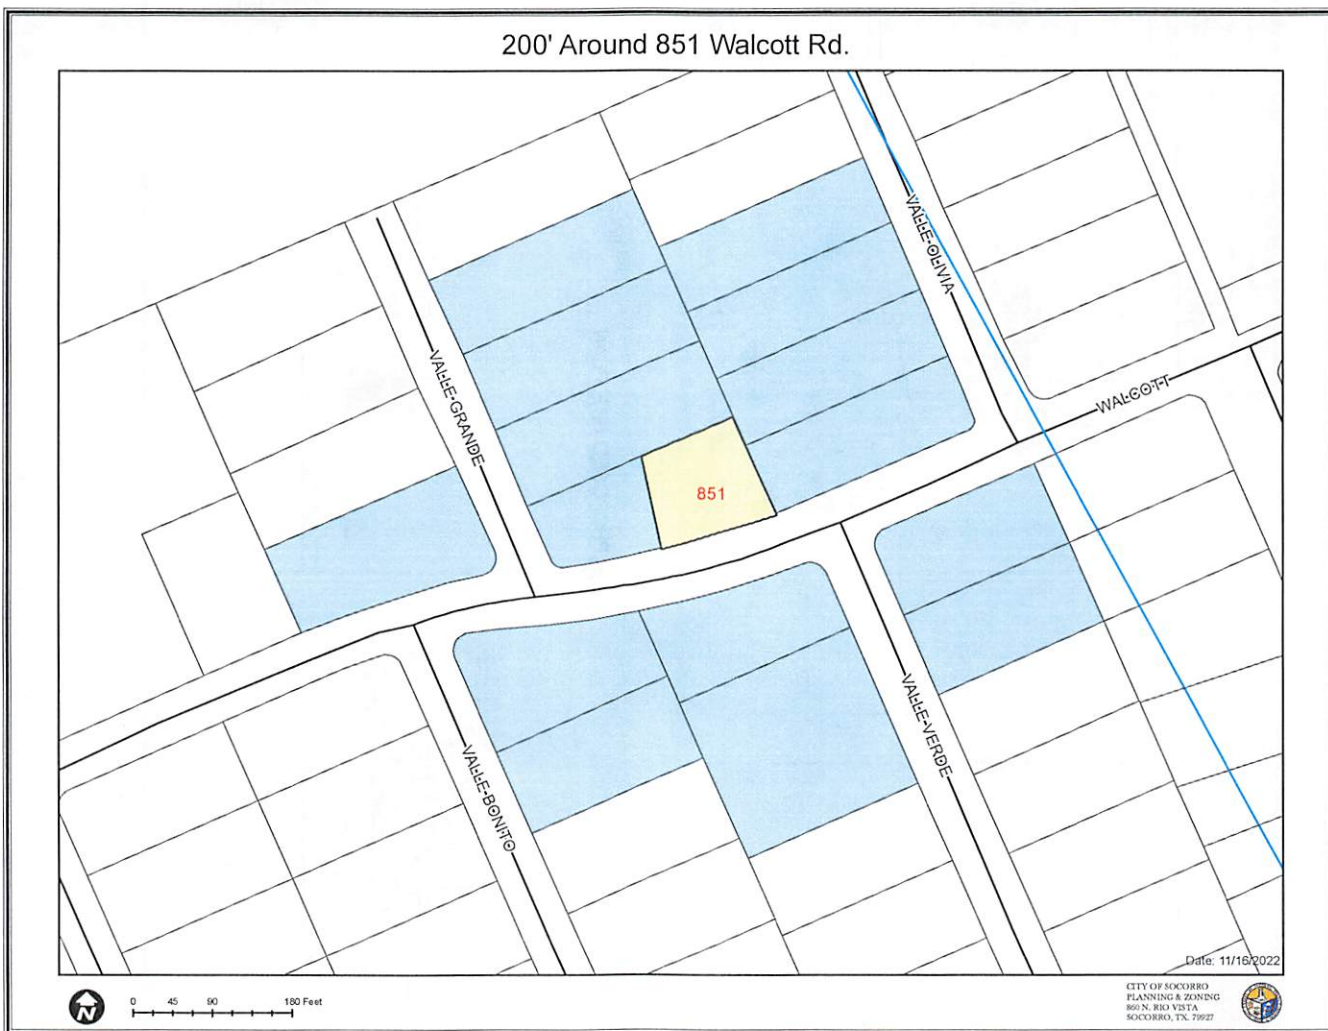 200' Around 851 Walcott Rd.
VALLE OLIVIA
VALLE GRANDE
WALCOTT
851
VALLE VERDE
VALLE BONITO
Date: 11/16/2022
N
0 45 90 180 Feet
CITY OF SOCORRO
PLANNING & ZONING
860 N. RIO VISTA
SOCORRO, TX. 79927